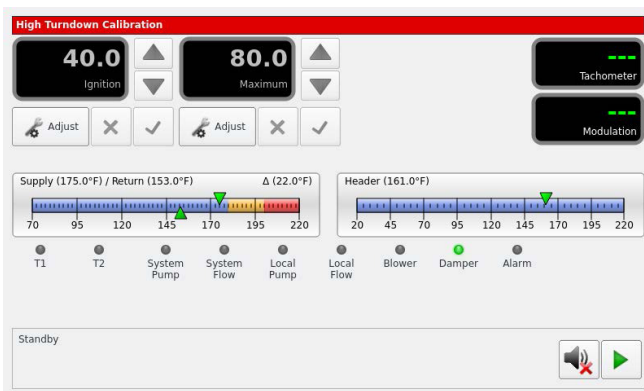 High Turndown Calibration
40.0
Ignition
80.0
Maximum
---
Tachometer
Adjust
Adjust
---
Modulation
Supply (175.0°F) / Return (153.0°F) Δ (22.0°F)
70 95 120 145 170 195 220
Header (161.0°F)
20 45 70 95 120 145 170 195 220
T1
T2
System
Pump
System
Flow
Local
Pump
Local
Flow
Blower
Damper
Alarm
Standby